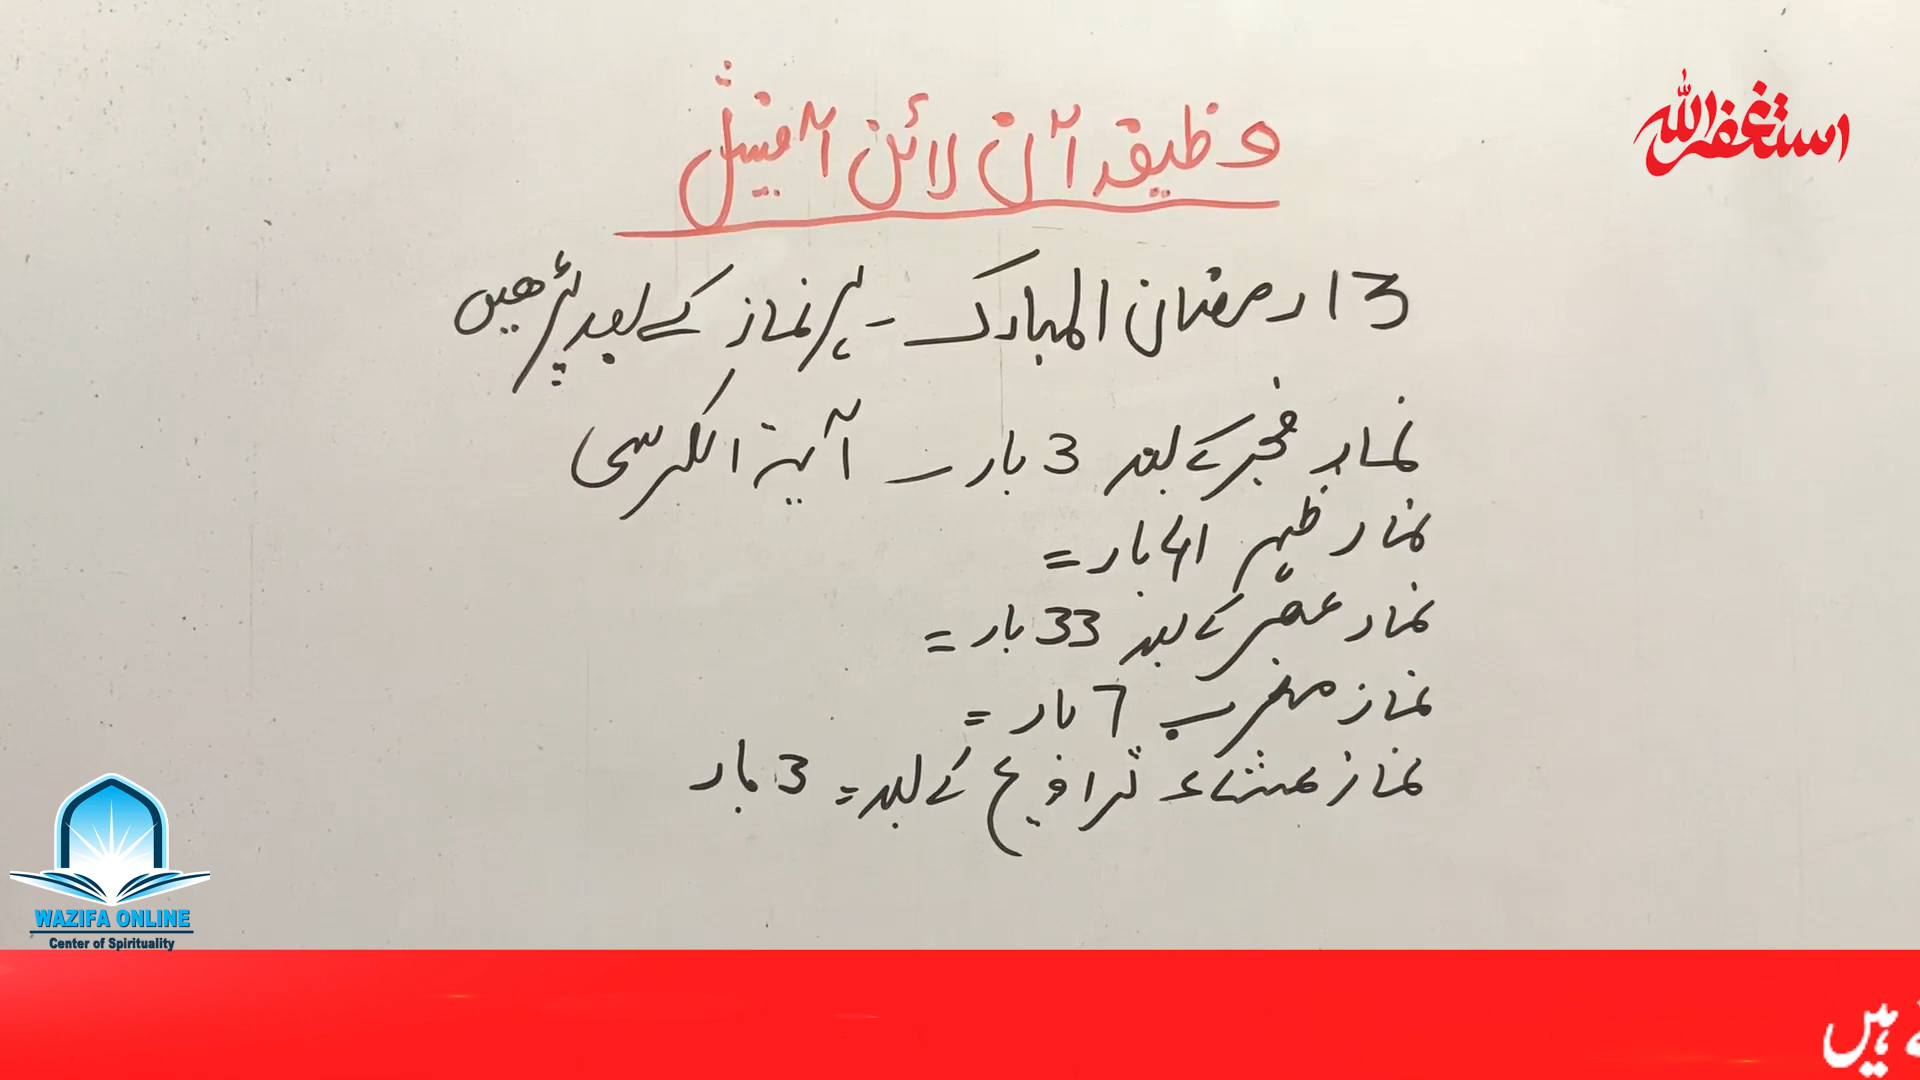 استغفراللہ
وظیفہ آن لائن آفیشل
13 رمضان المبارک - ہر نماز کے بعد پڑھیں
نماز فجر کے بعد 3 بار - آیۃ الکرسی
نماز ظہر 41 بار =
نماز عصر کے بعد 33 بار =
نماز مغرب 7 بار =
نماز عشاء تراویح کے بعد = 3 بار
WAZIFA ONLINE
Center of Spirituality
ہیں